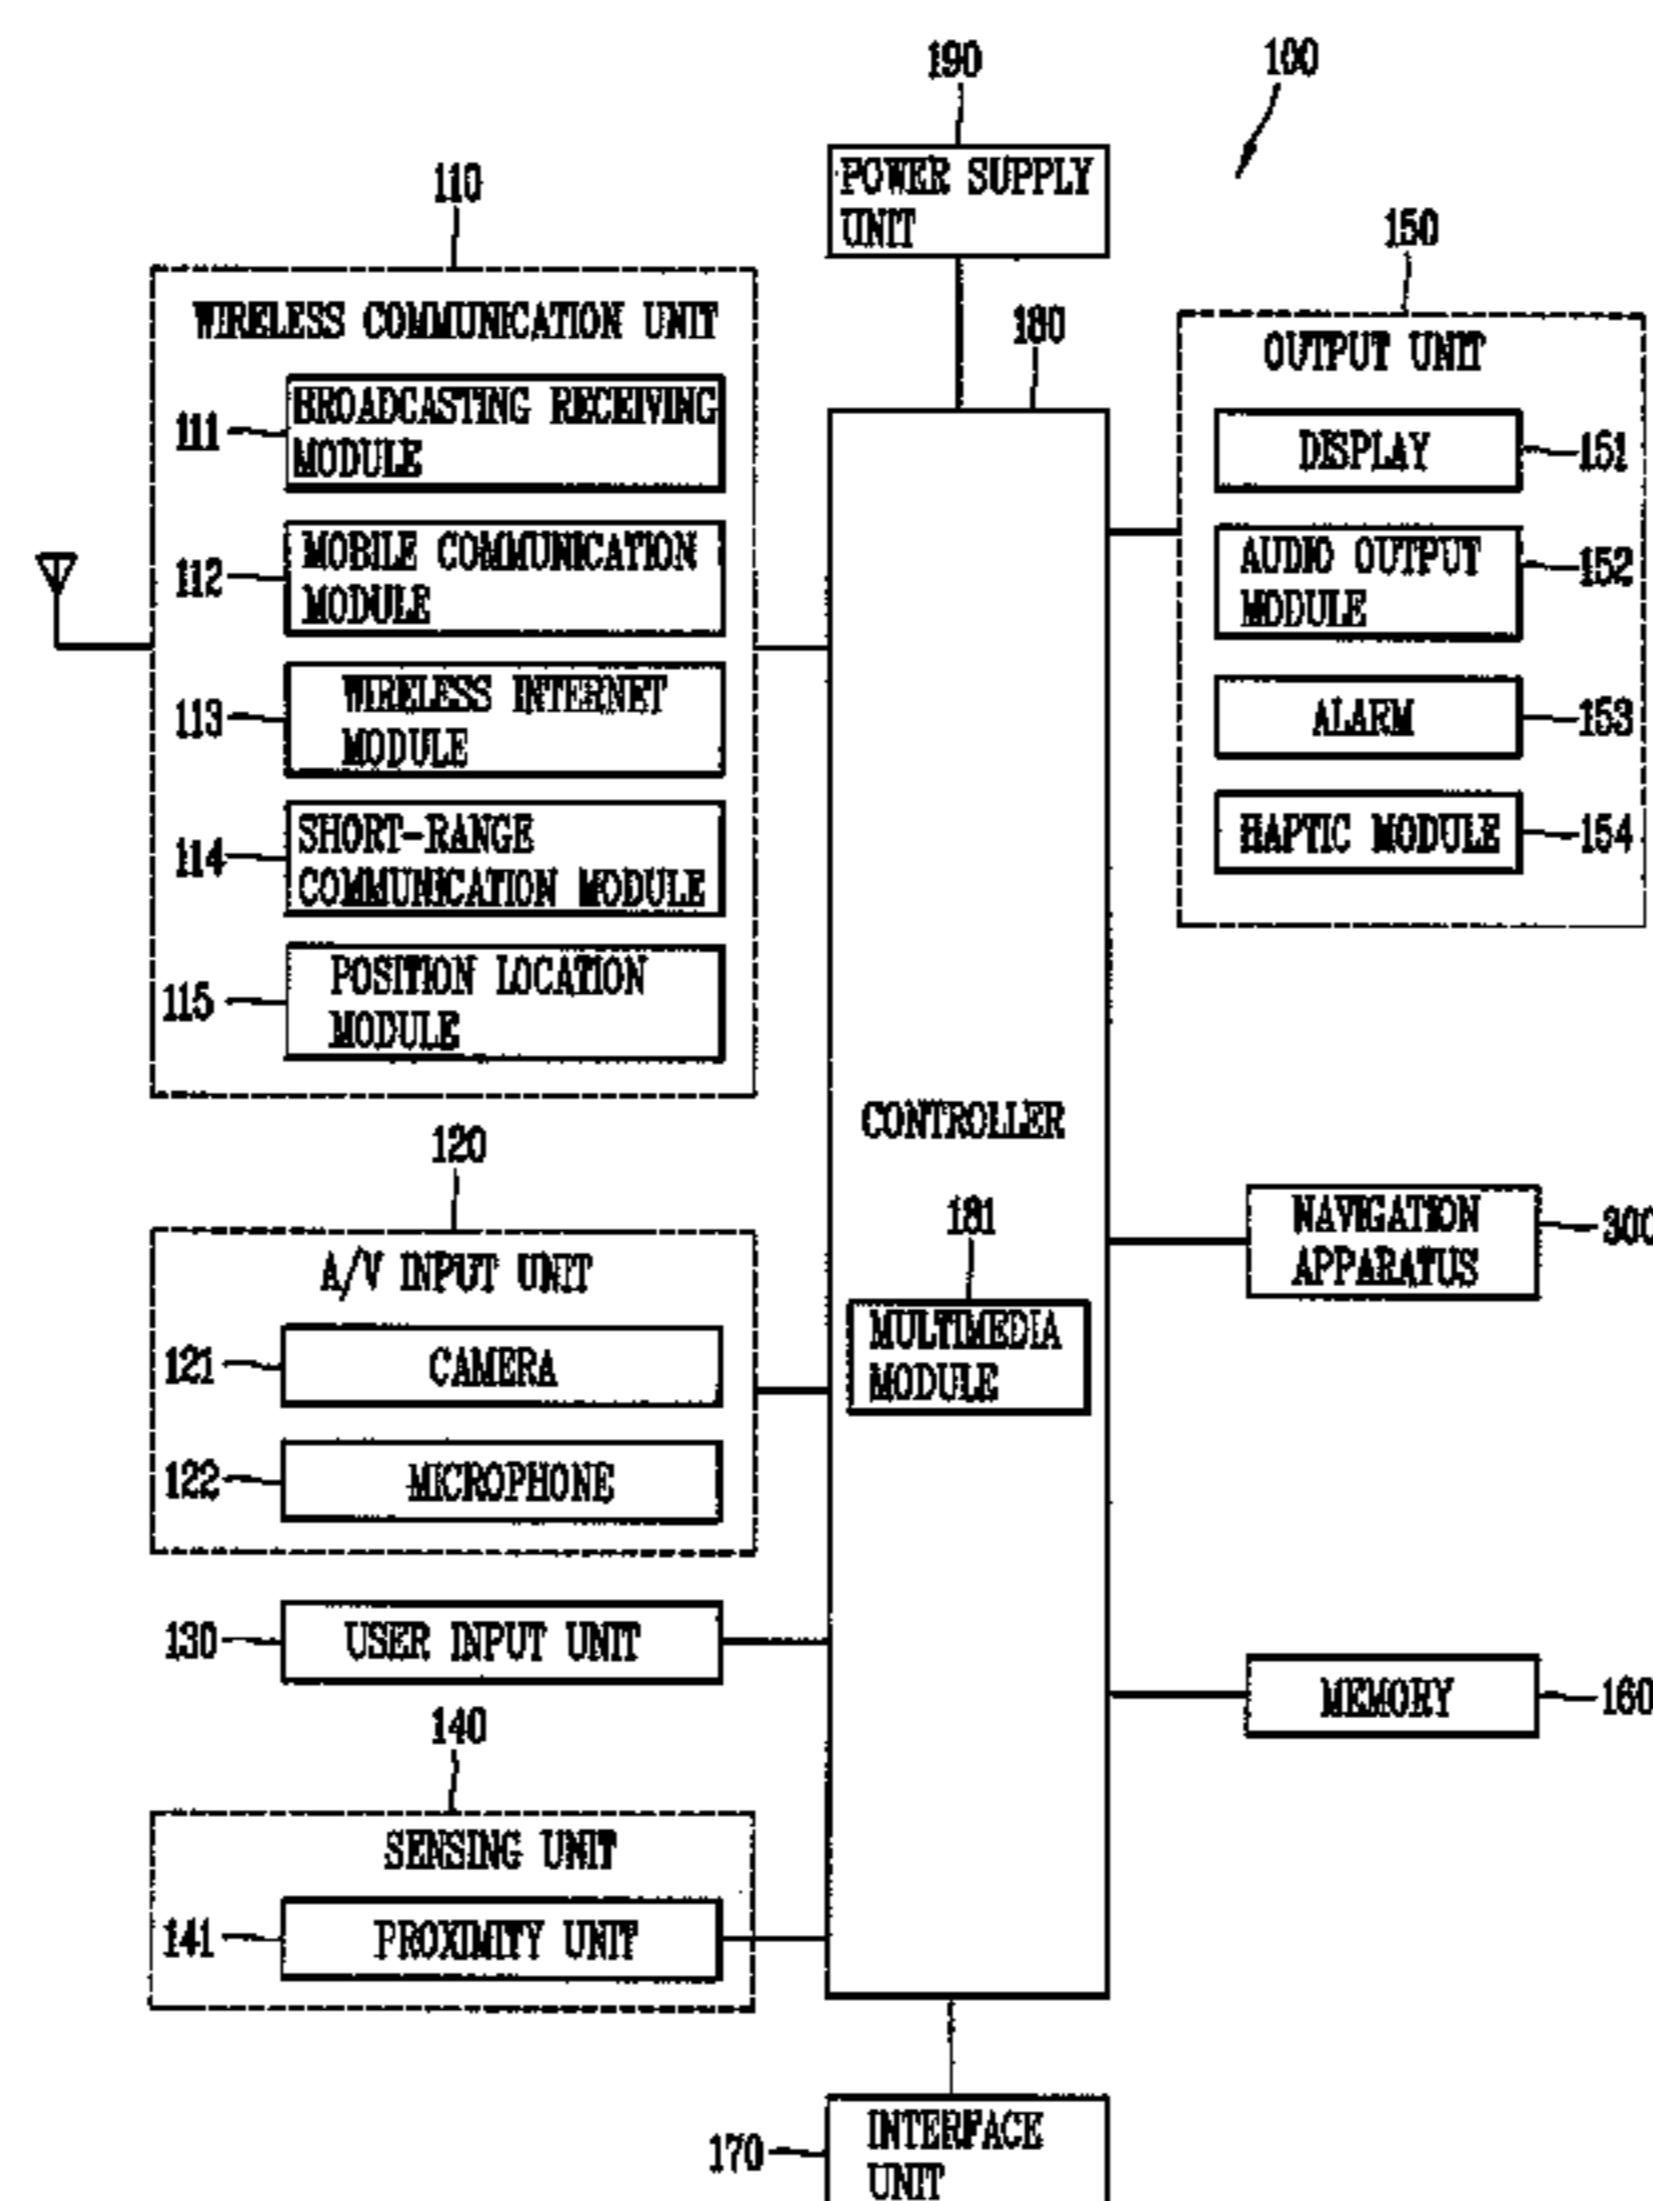 190
100
POWER SUPPLY
UNIT
110
WIRELESS COMMUNICATION UNIT
111
BROADCASTING RECEIVING
MODULE
112
MOBILE COMMUNICATION
MODULE
113
WIRELESS INTERNET
MODULE
114
SHORT-RANGE
COMMUNICATION MODULE
115
POSITION LOCATION
MODULE
120
A/V INPUT UNIT
121
CAMERA
122
MICROPHONE
130
USER INPUT UNIT
140
SENSING UNIT
141
PROXIMITY UNIT
180
CONTROLLER
181
MULTIMEDIA
MODULE
150
OUTPUT UNIT
DISPLAY
151
AUDIO OUTPUT
MODULE
152
ALARM
153
HAPTIC MODULE
154
NAVIGATION
APPARATUS
300
MEMORY
160
170
INTERFACE
UNIT